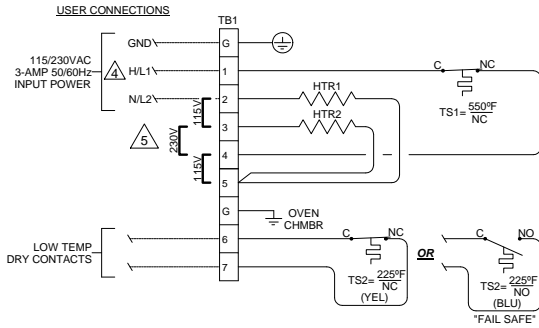 USER CONNECTIONS
TB1
GND
G
115/230VAC
3-AMP 50/60Hz
INPUT POWER
4
H/L1
1
C
NC
TS1= 550ºF
NC
N/L2
2
HTR1
115V
3
HTR2
5
230V
4
115V
5
G
OVEN
CHMBR
LOW TEMP
DRY CONTACTS
6
C
NC
OR
C
NO
7
TS2= 225ºF
NC
(YEL)
TS2= 225ºF
NO
(BLU)
"FAIL SAFE"